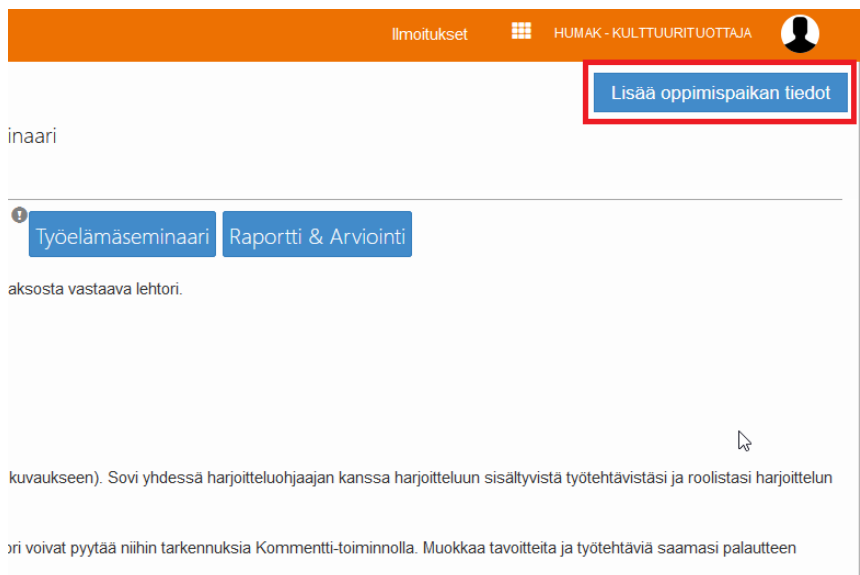 Ilmoitukset HUMAK - KULTTUURITUOTTAJA
Lisää oppimispaikan tiedot
inaari
Työelämäseminaari Raportti & Arviointi
aksosta vastaava lehtori.
kuvaukseen). Sovi yhdessä harjoitteluohjaajan kanssa harjoitteluun sisältyvistä työtehtävistäsi ja roolistasi harjoittelun
ori voivat pyytää niihin tarkennuksia Kommentti-toiminnolla. Muokkaa tavoitteita ja työtehtäviä saamasi palautteen